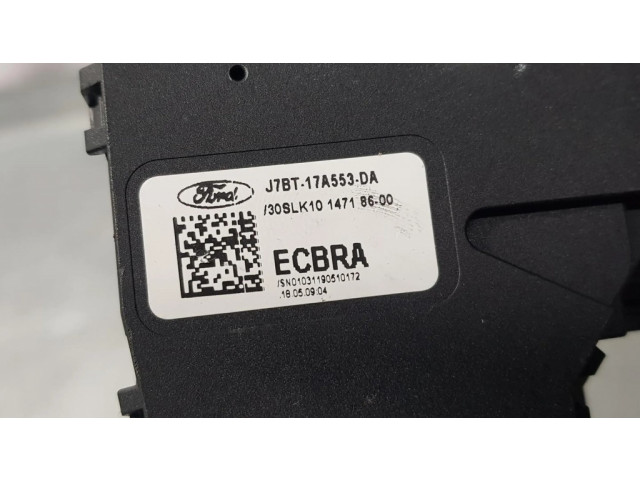 Ford
J7BT-17A553-DA
/30SLK10 1471 86-00
ECBRA
/SN01031190510172
.18.05.09:04